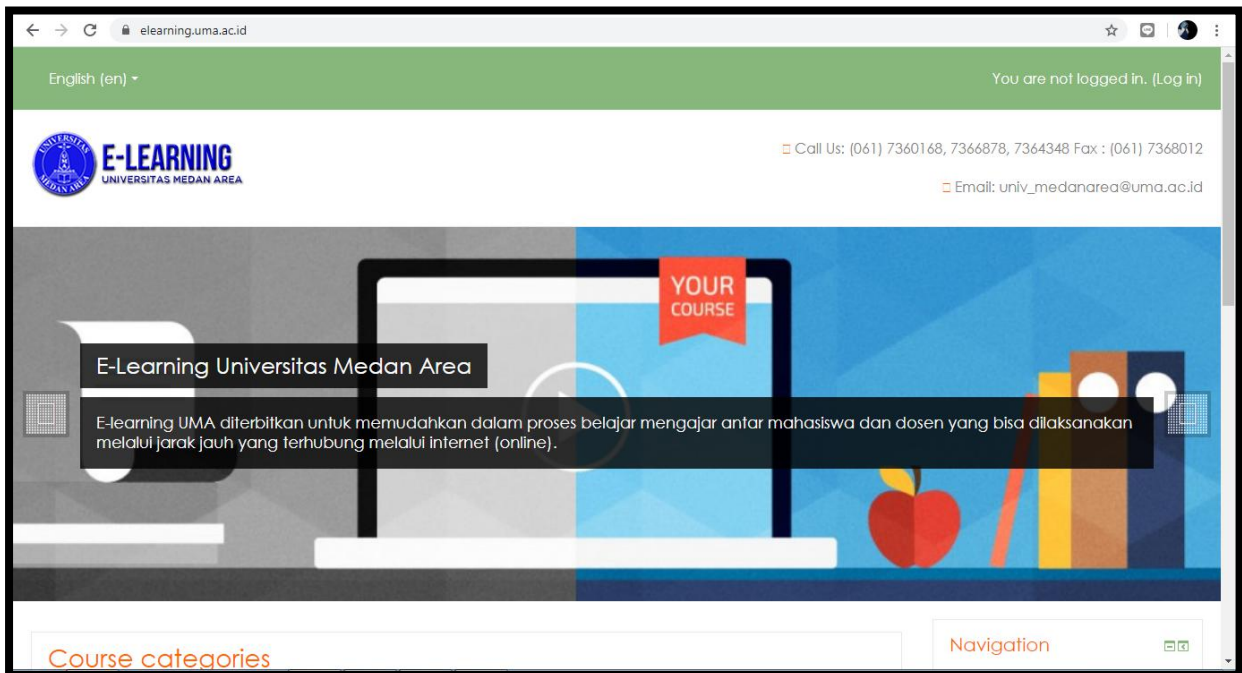 elearning.uma.ac.id
English (en)
You are not logged in. (Log in)
UNIVERSITAS MEDAN AREA
E-LEARNING
UNIVERSITAS MEDAN AREA
Call Us: (061) 7360168, 7366878, 7364348 Fax : (061) 7368012
Email: univ_medanarea@uma.ac.id
YOUR
COURSE
E-Learning Universitas Medan Area
E-learning UMA diterbitkan untuk memudahkan dalam proses belajar mengajar antar mahasiswa dan dosen yang bisa dilaksanakan
melalui jarak jauh yang terhubung melalui internet (online).
Course categories
Navigation